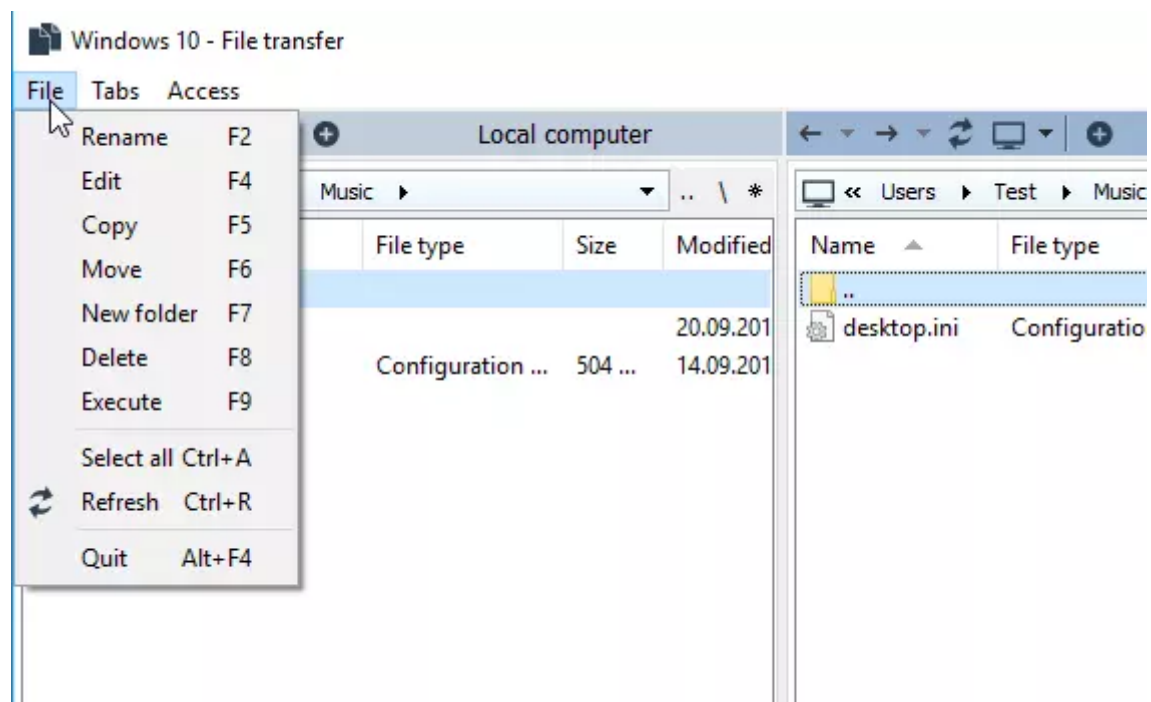 Windows 10 - File transfer
File Tabs Access
Rename F2
Edit F4
Copy F5
Move F6
New folder F7
Delete F8
Execute F9
Select all Ctrl+A
Refresh Ctrl+R
Quit Alt+F4
Local computer
Music .. \ *
File type Size Modified
20.09.201
Configuration ... 504 ... 14.09.201
« Users Test Music
Name File type
..
desktop.ini Configuratio